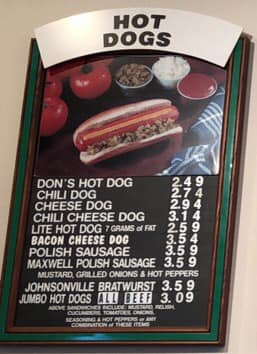 HOT
DOGS
DON'S HOT DOG 2.49
CHILI DOG 2.74
CHEESE DOG 2.94
CHILI CHEESE DOG 3.14
LITE HOT DOG 7 GRAMS of FAT 2.59
BACON CHEESE DOG 3.54
POLISH SAUSAGE 3.59
MAXWELL POLISH SAUSAGE 3.59
MUSTARD, GRILLED ONIONS & HOT PEPPERS
JOHNSONVILLE BRATWURST 3.59
JUMBO HOT DOGS ALL BEEF 3.09
ABOVE SANDWICHES INCLUDE: MUSTARD, RELISH,
CUCUMBERS, TOMATOES, ONIONS,
SEASONING & HOT PEPPERS or ANY
COMBINATION of THESE ITEMS